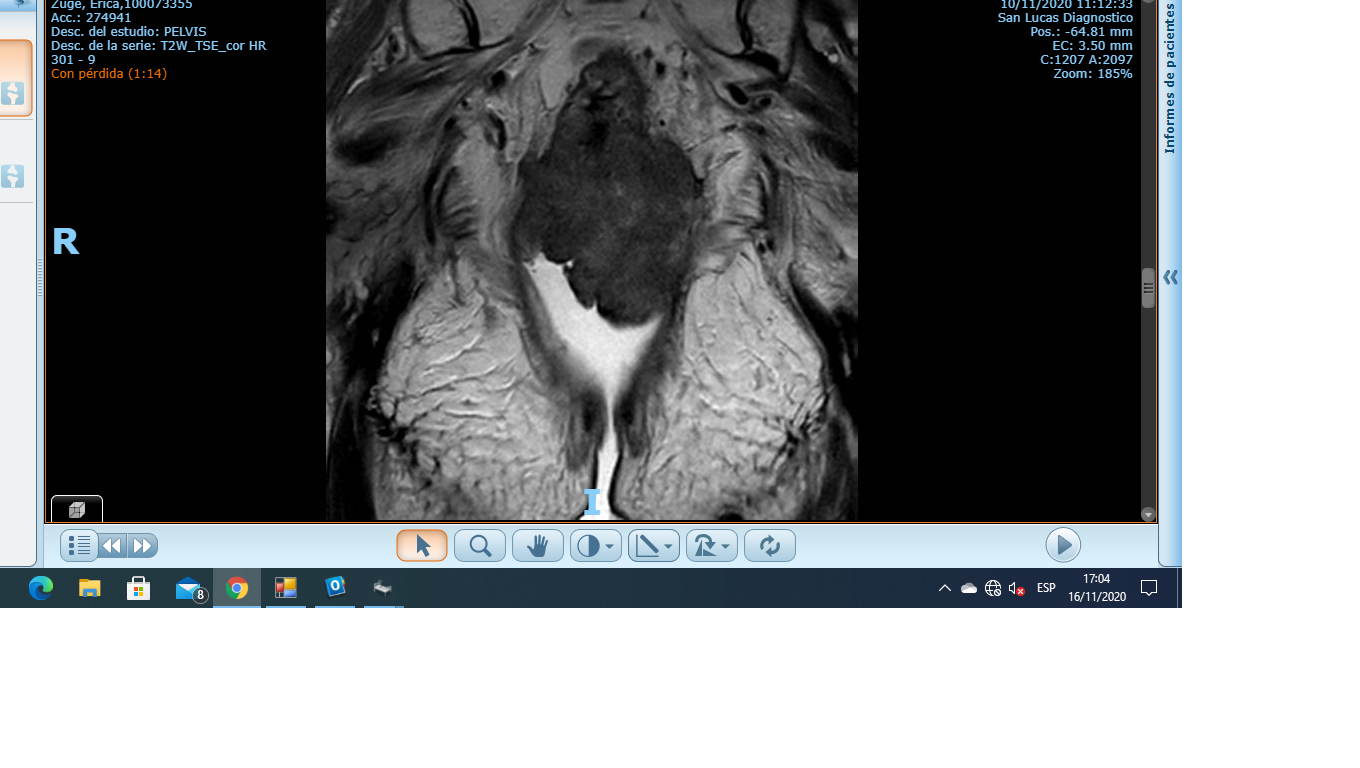 Zuge, Erica,100073355
Acc.: 274941
Desc. del estudio: PELVIS
Desc. de la serie: T2W_TSE_cor HR
301 - 9
Con pérdida (1:14)
10/11/2020 11:12:33
San Lucas Diagnostico
Pos.: -64.81 mm
EC: 3.50 mm
C:1207 A:2097
Zoom: 185%
Informes de pacientes
R
I
8
ESP
17:04
16/11/2020